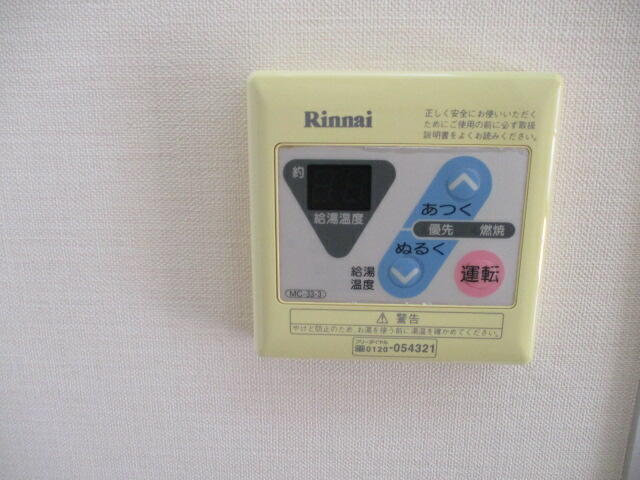 Rinnai
正しく安全にお使いいただく
ためにご使用の前に必ず取扱
説明書をよくお読みください。
約
給湯温度
あつく
優先 燃焼
ぬるく
給湯
温度
運転
MC-33-3
⚠ 警告
やけど防止のため、お湯を使う前に湯温を確かめてください。
フリーダイヤル
0120-054321